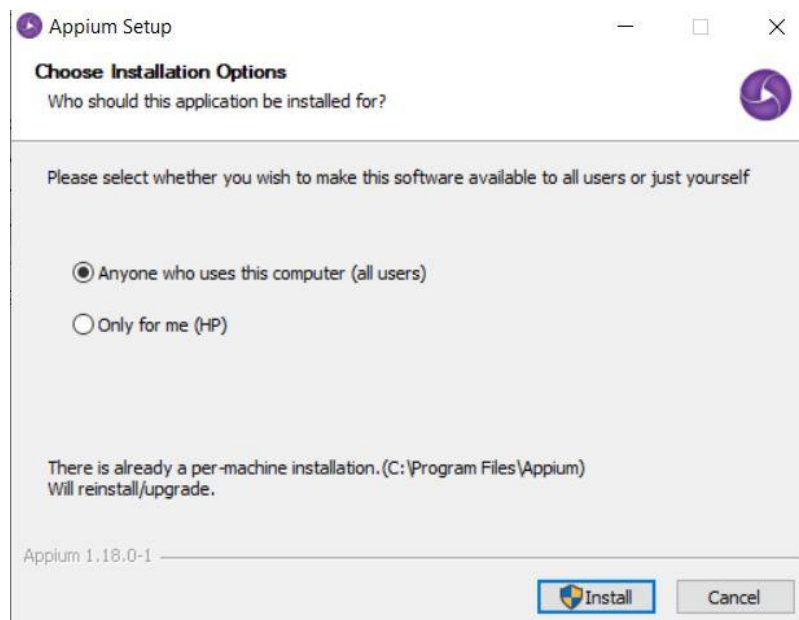 Appium Setup
Choose Installation Options
Who should this application be installed for?
Please select whether you wish to make this software available to all users or just yourself
Anyone who uses this computer (all users)
Only for me (HP)
There is already a per-machine installation.(C:\Program Files\Appium)
Will reinstall/upgrade.
Appium 1.18.0-1
Install Cancel